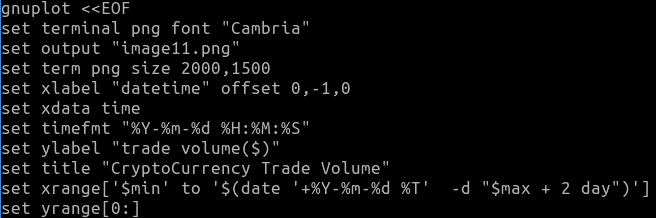 gnuplot <<EOF
set terminal png font "Cambria"
set output "image11.png"
set term png size 2000,1500
set xlabel "datetime" offset 0,-1,0
set xdata time
set timefmt "%Y-%m-%d %H:%M:%S"
set ylabel "trade volume($)"
set title "CryptoCurrency Trade Volume"
set xrange['$min' to '$(date '+%Y-%m-%d %T'  -d "$max + 2 day")']
set yrange[0:]